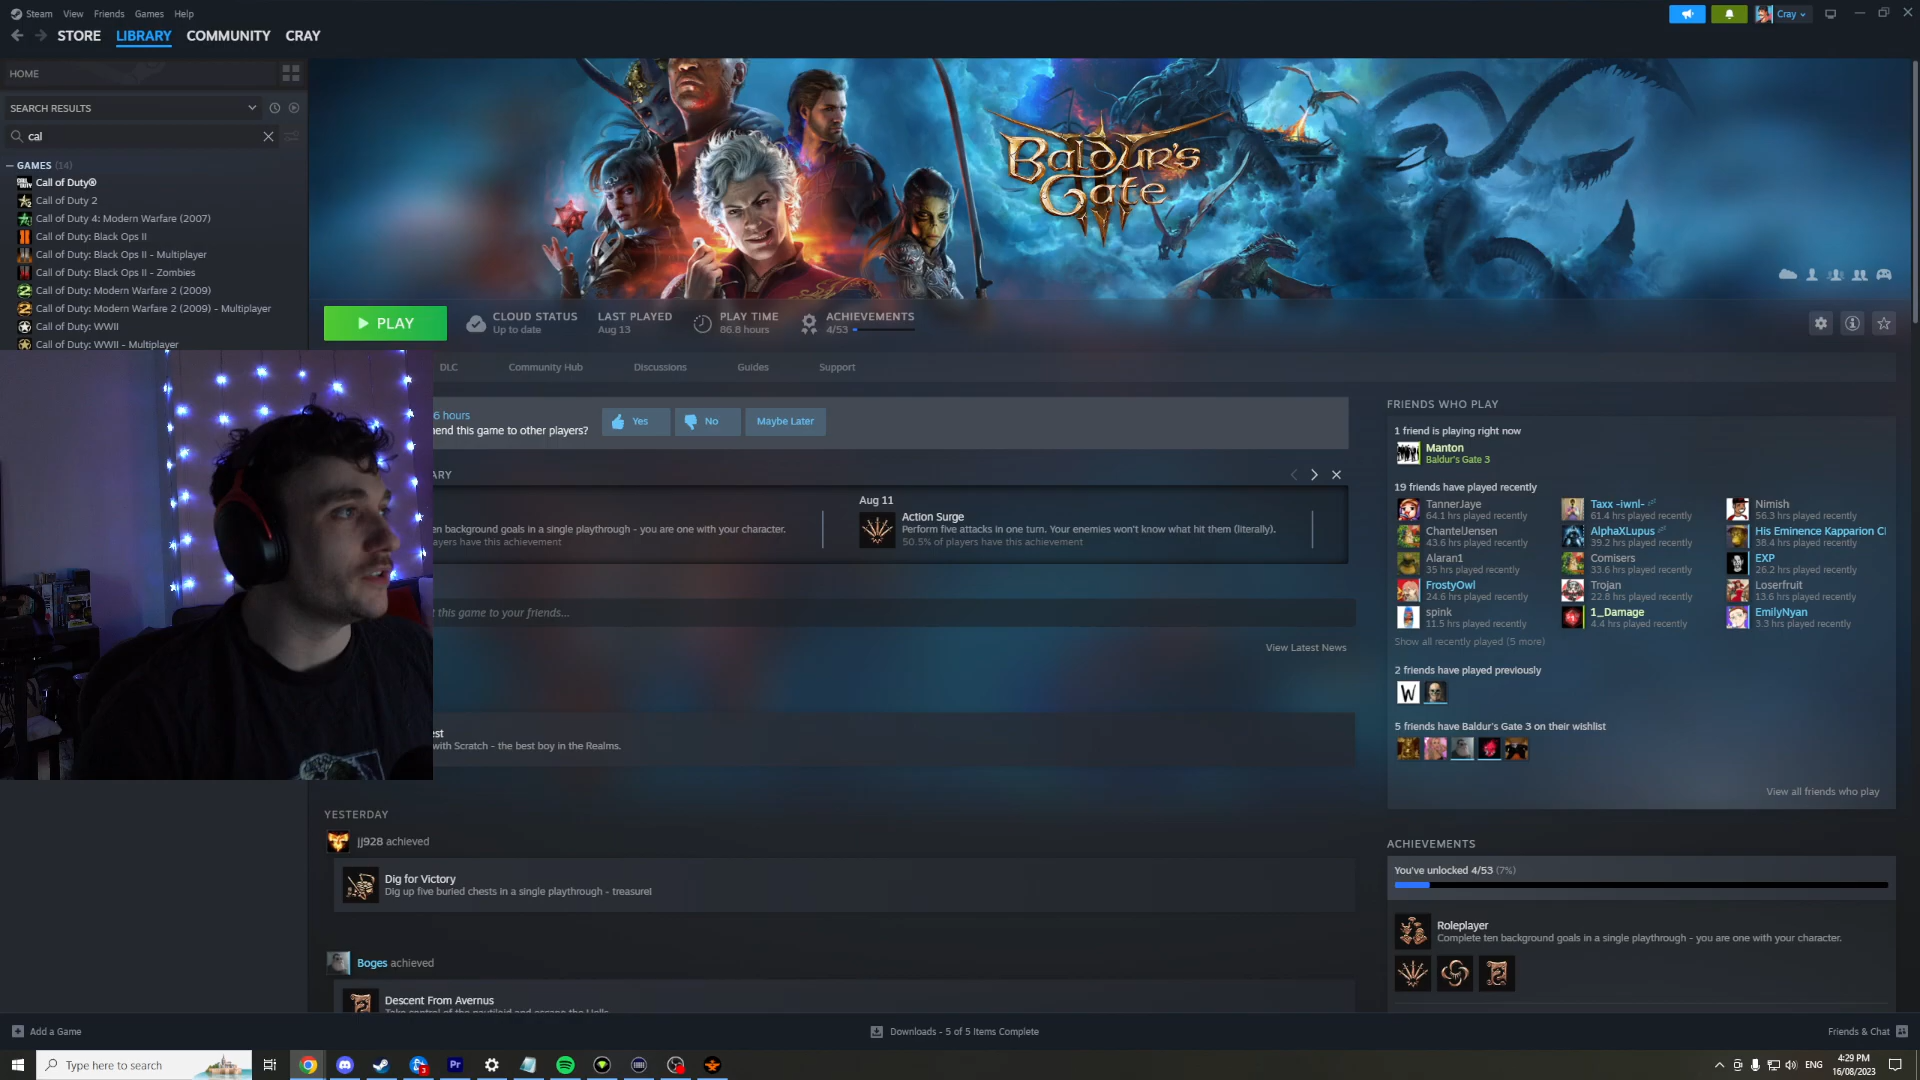 Steam View Friends Games Help
Cray
STORE LIBRARY COMMUNITY CRAY
HOME
SEARCH RESULTS
cal
GAMES (14)
Call of Duty®
Call of Duty 2
Call of Duty 4: Modern Warfare (2007)
Call of Duty: Black Ops II
Call of Duty: Black Ops II - Multiplayer
Call of Duty: Black Ops II - Zombies
Call of Duty: Modern Warfare 2 (2009)
Call of Duty: Modern Warfare 2 (2009) - Multiplayer
Call of Duty: WWII
Call of Duty: WWII - Multiplayer
Baldur's
Gate
III
PLAY
CLOUD STATUS
Up to date
LAST PLAYED
Aug 13
PLAY TIME
86.8 hours
ACHIEVEMENTS
4/53
DLC Community Hub Discussions Guides Support
6 hours
end this game to other players?
Yes No Maybe Later
ARY
en background goals in a single playthrough - you are one with your character.
ayers have this achievement
Aug 11
Action Surge
Perform five attacks in one turn. Your enemies won't know what hit them (literally).
50.5% of players have this achievement
t this game to your friends...
View Latest News
est
with Scratch - the best boy in the Realms.
YESTERDAY
jj928 achieved
Dig for Victory
Dig up five buried chests in a single playthrough - treasure!
Boges achieved
Descent From Avernus
Take control of the nautiloid and escape the Hells.
FRIENDS WHO PLAY
1 friend is playing right now
Manton
Baldur's Gate 3
19 friends have played recently
TannerJaye
64.1 hrs played recently
Taxx -iwnl-
61.4 hrs played recently
Nimish
56.3 hrs played recently
ChantelJensen
43.6 hrs played recently
AlphaXLupus
39.2 hrs played recently
His Eminence Kapparion Cl
38.4 hrs played recently
Alaran1
35 hrs played recently
Comisers
33.6 hrs played recently
EXP
26.2 hrs played recently
FrostyOwl
24.6 hrs played recently
Trojan
22.8 hrs played recently
Loserfruit
13.6 hrs played recently
spink
11.5 hrs played recently
1_Damage
4.4 hrs played recently
EmilyNyan
3.3 hrs played recently
Show all recently played (5 more)
2 friends have played previously
W
5 friends have Baldur's Gate 3 on their wishlist
View all friends who play
ACHIEVEMENTS
You've unlocked 4/53 (7%)
Roleplayer
Complete ten background goals in a single playthrough - you are one with your character.
Add a Game
Downloads - 5 of 5 Items Complete
Friends & Chat
Type here to search
Pr
3
ENG
4:29 PM
16/08/2023